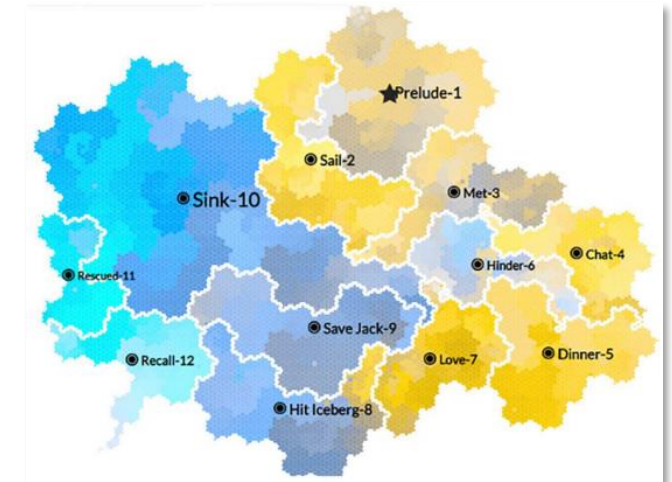 Prelude-1
Sail-2
Met-3
Sink-10
Chat-4
Hinder-6
Rescued-11
Save Jack-9
Dinner-5
Love-7
Recall-12
Hit Iceberg-8